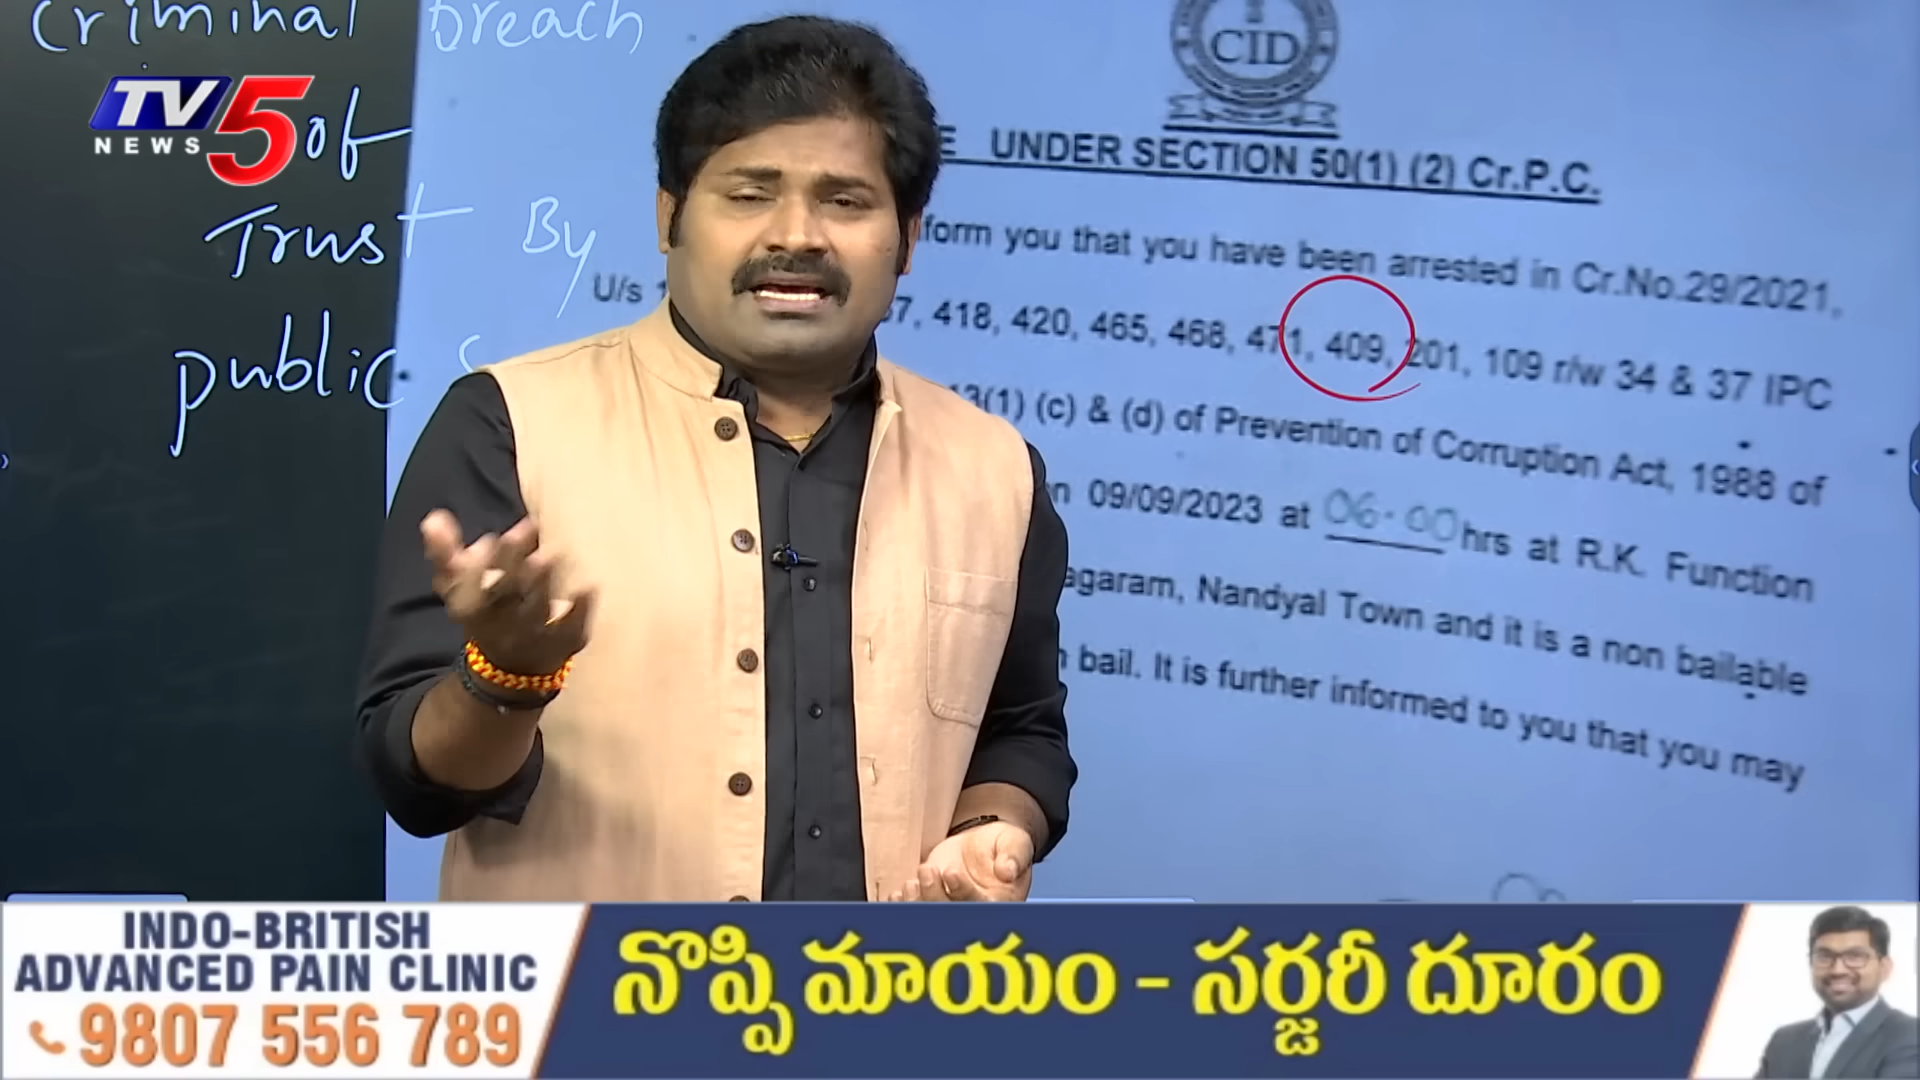 Criminal breach
of
Trust By
public
TV5
NEWS
CID
UNDER SECTION 50(1) (2) Cr.P.C.
you that you have been arrested in Cr.No.29/2021,
U/s 418, 420, 465, 468, 471, 409, 201, 109 r/w 34 & 37 IPC
13(1) (c) & (d) of Prevention of Corruption Act, 1988 of
09/09/2023 at 06.00 hrs at R.K. Function
Nandyal Town and it is a non bailable
bail. It is further informed to you that you may
INDO-BRITISH
ADVANCED PAIN CLINIC
9807 556 789
నొప్పి మాయం - సర్జరీ దూరం